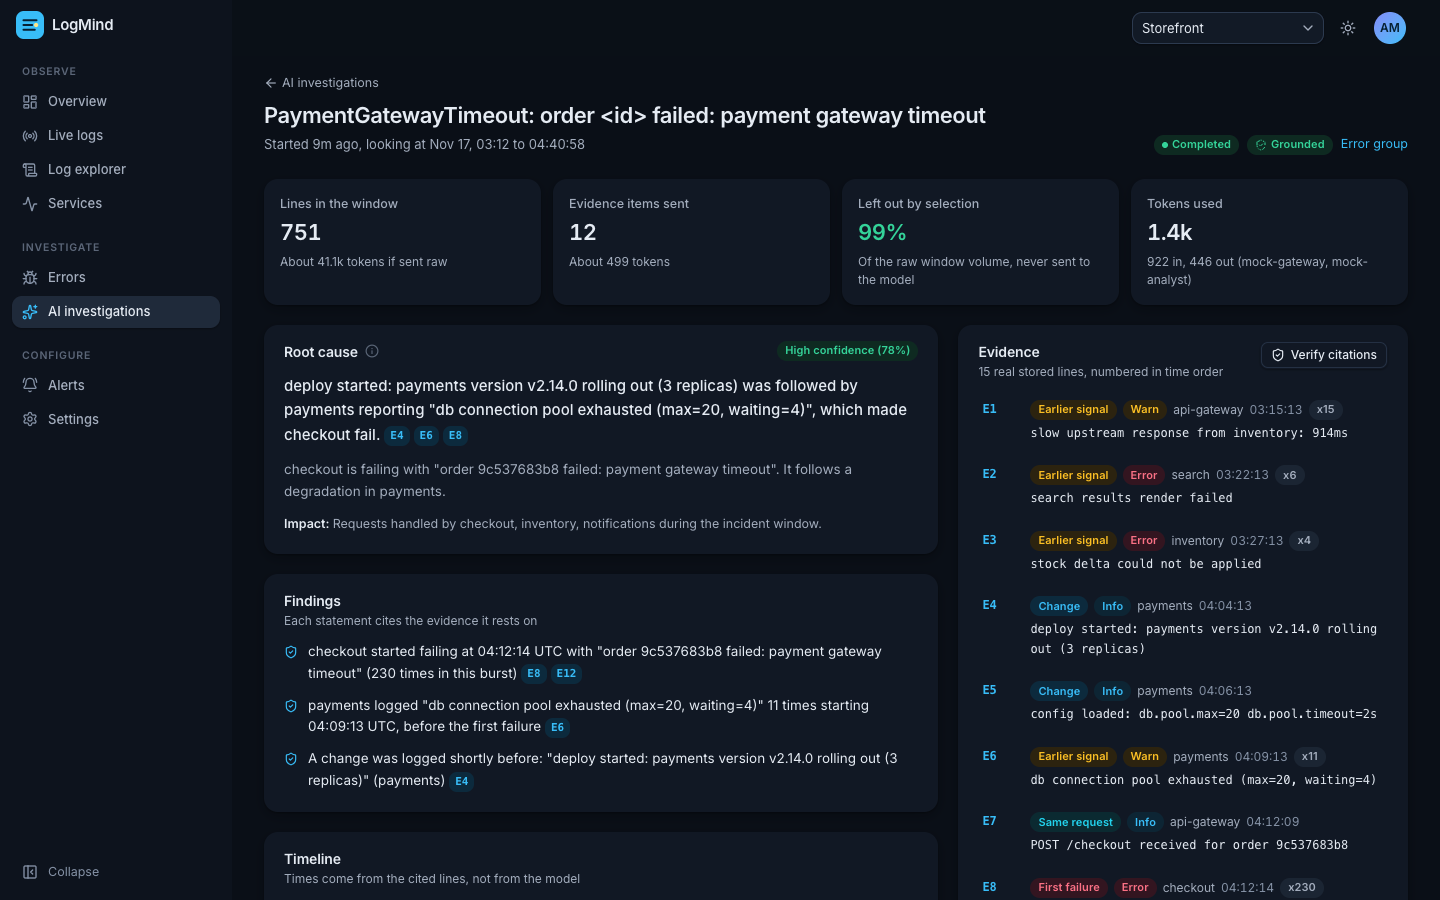 LogMind
Storefront
AM
OBSERVE
Overview
Live logs
Log explorer
Services
INVESTIGATE
Errors
AI investigations
CONFIGURE
Alerts
Settings
Collapse
AI investigations
PaymentGatewayTimeout: order <id> failed: payment gateway timeout
Started 9m ago, looking at Nov 17, 03:12 to 04:40:58
Completed
Grounded
Error group
Lines in the window
751
About 41.1k tokens if sent raw
Evidence items sent
12
About 499 tokens
Left out by selection
99%
Of the raw window volume, never sent to
the model
Tokens used
1.4k
922 in, 446 out (mock-gateway, mock-
analyst)
Root cause
High confidence (78%)
deploy started: payments version v2.14.0 rolling out (3 replicas) was followed by
payments reporting "db connection pool exhausted (max=20, waiting=4)", which made
checkout fail. E4 E6 E8
checkout is failing with "order 9c537683b8 failed: payment gateway timeout". It follows a
degradation in payments.
Impact: Requests handled by checkout, inventory, notifications during the incident window.
Findings
Each statement cites the evidence it rests on
checkout started failing at 04:12:14 UTC with "order 9c537683b8 failed: payment gateway
timeout" (230 times in this burst) E8 E12
payments logged "db connection pool exhausted (max=20, waiting=4)" 11 times starting
04:09:13 UTC, before the first failure E6
A change was logged shortly before: "deploy started: payments version v2.14.0 rolling out (3
replicas)" (payments) E4
Timeline
Times come from the cited lines, not from the model
Evidence
Verify citations
15 real stored lines, numbered in time order
E1 Earlier signal Warn api-gateway 03:15:13 x15
slow upstream response from inventory: 914ms
E2 Earlier signal Error search 03:22:13 x6
search results render failed
E3 Earlier signal Error inventory 03:27:13 x4
stock delta could not be applied
E4 Change Info payments 04:04:13
deploy started: payments version v2.14.0 rolling
out (3 replicas)
E5 Change Info payments 04:06:13
config loaded: db.pool.max=20 db.pool.timeout=2s
E6 Earlier signal Warn payments 04:09:13 x11
db connection pool exhausted (max=20, waiting=4)
E7 Same request Info api-gateway 04:12:09
POST /checkout received for order 9c537683b8
E8 First failure Error checkout 04:12:14 x230